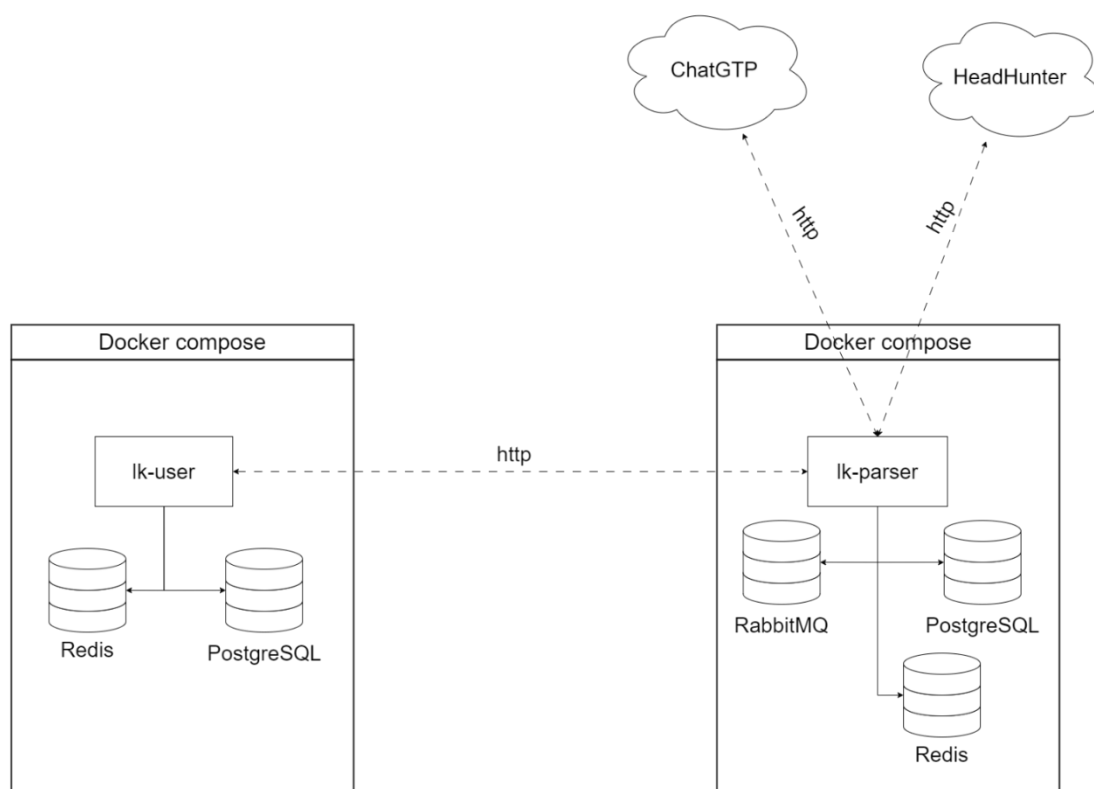 ChatGTP
HeadHunter
http
http
Docker compose
Docker compose
lk-user
http
lk-parser
Redis
PostgreSQL
RabbitMQ
PostgreSQL
Redis